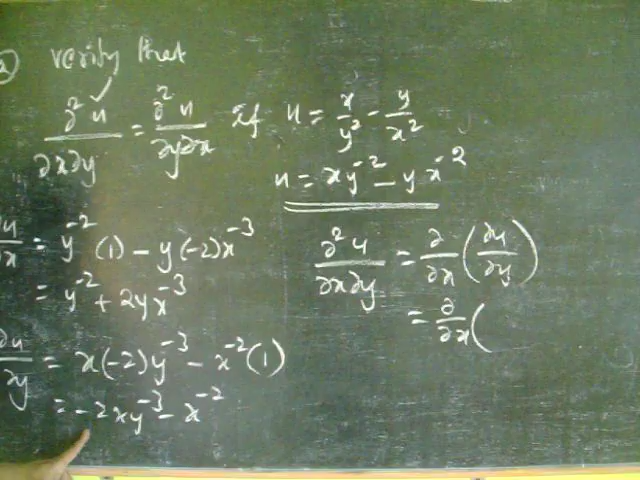 a) verify that
∂²u/∂x∂y = ∂²u/∂y∂x if u = x/y² - y/x²
u = xy⁻² - yx⁻²
∂u/∂x = y⁻² (1) - y(-2)x⁻³
= y⁻² + 2yx⁻³
∂u/∂y = x(-2)y⁻³ - x⁻²(1)
= -2xy⁻³ - x⁻²
∂²u/∂x∂y = ∂/∂x (∂u/∂y)
= ∂/∂x (